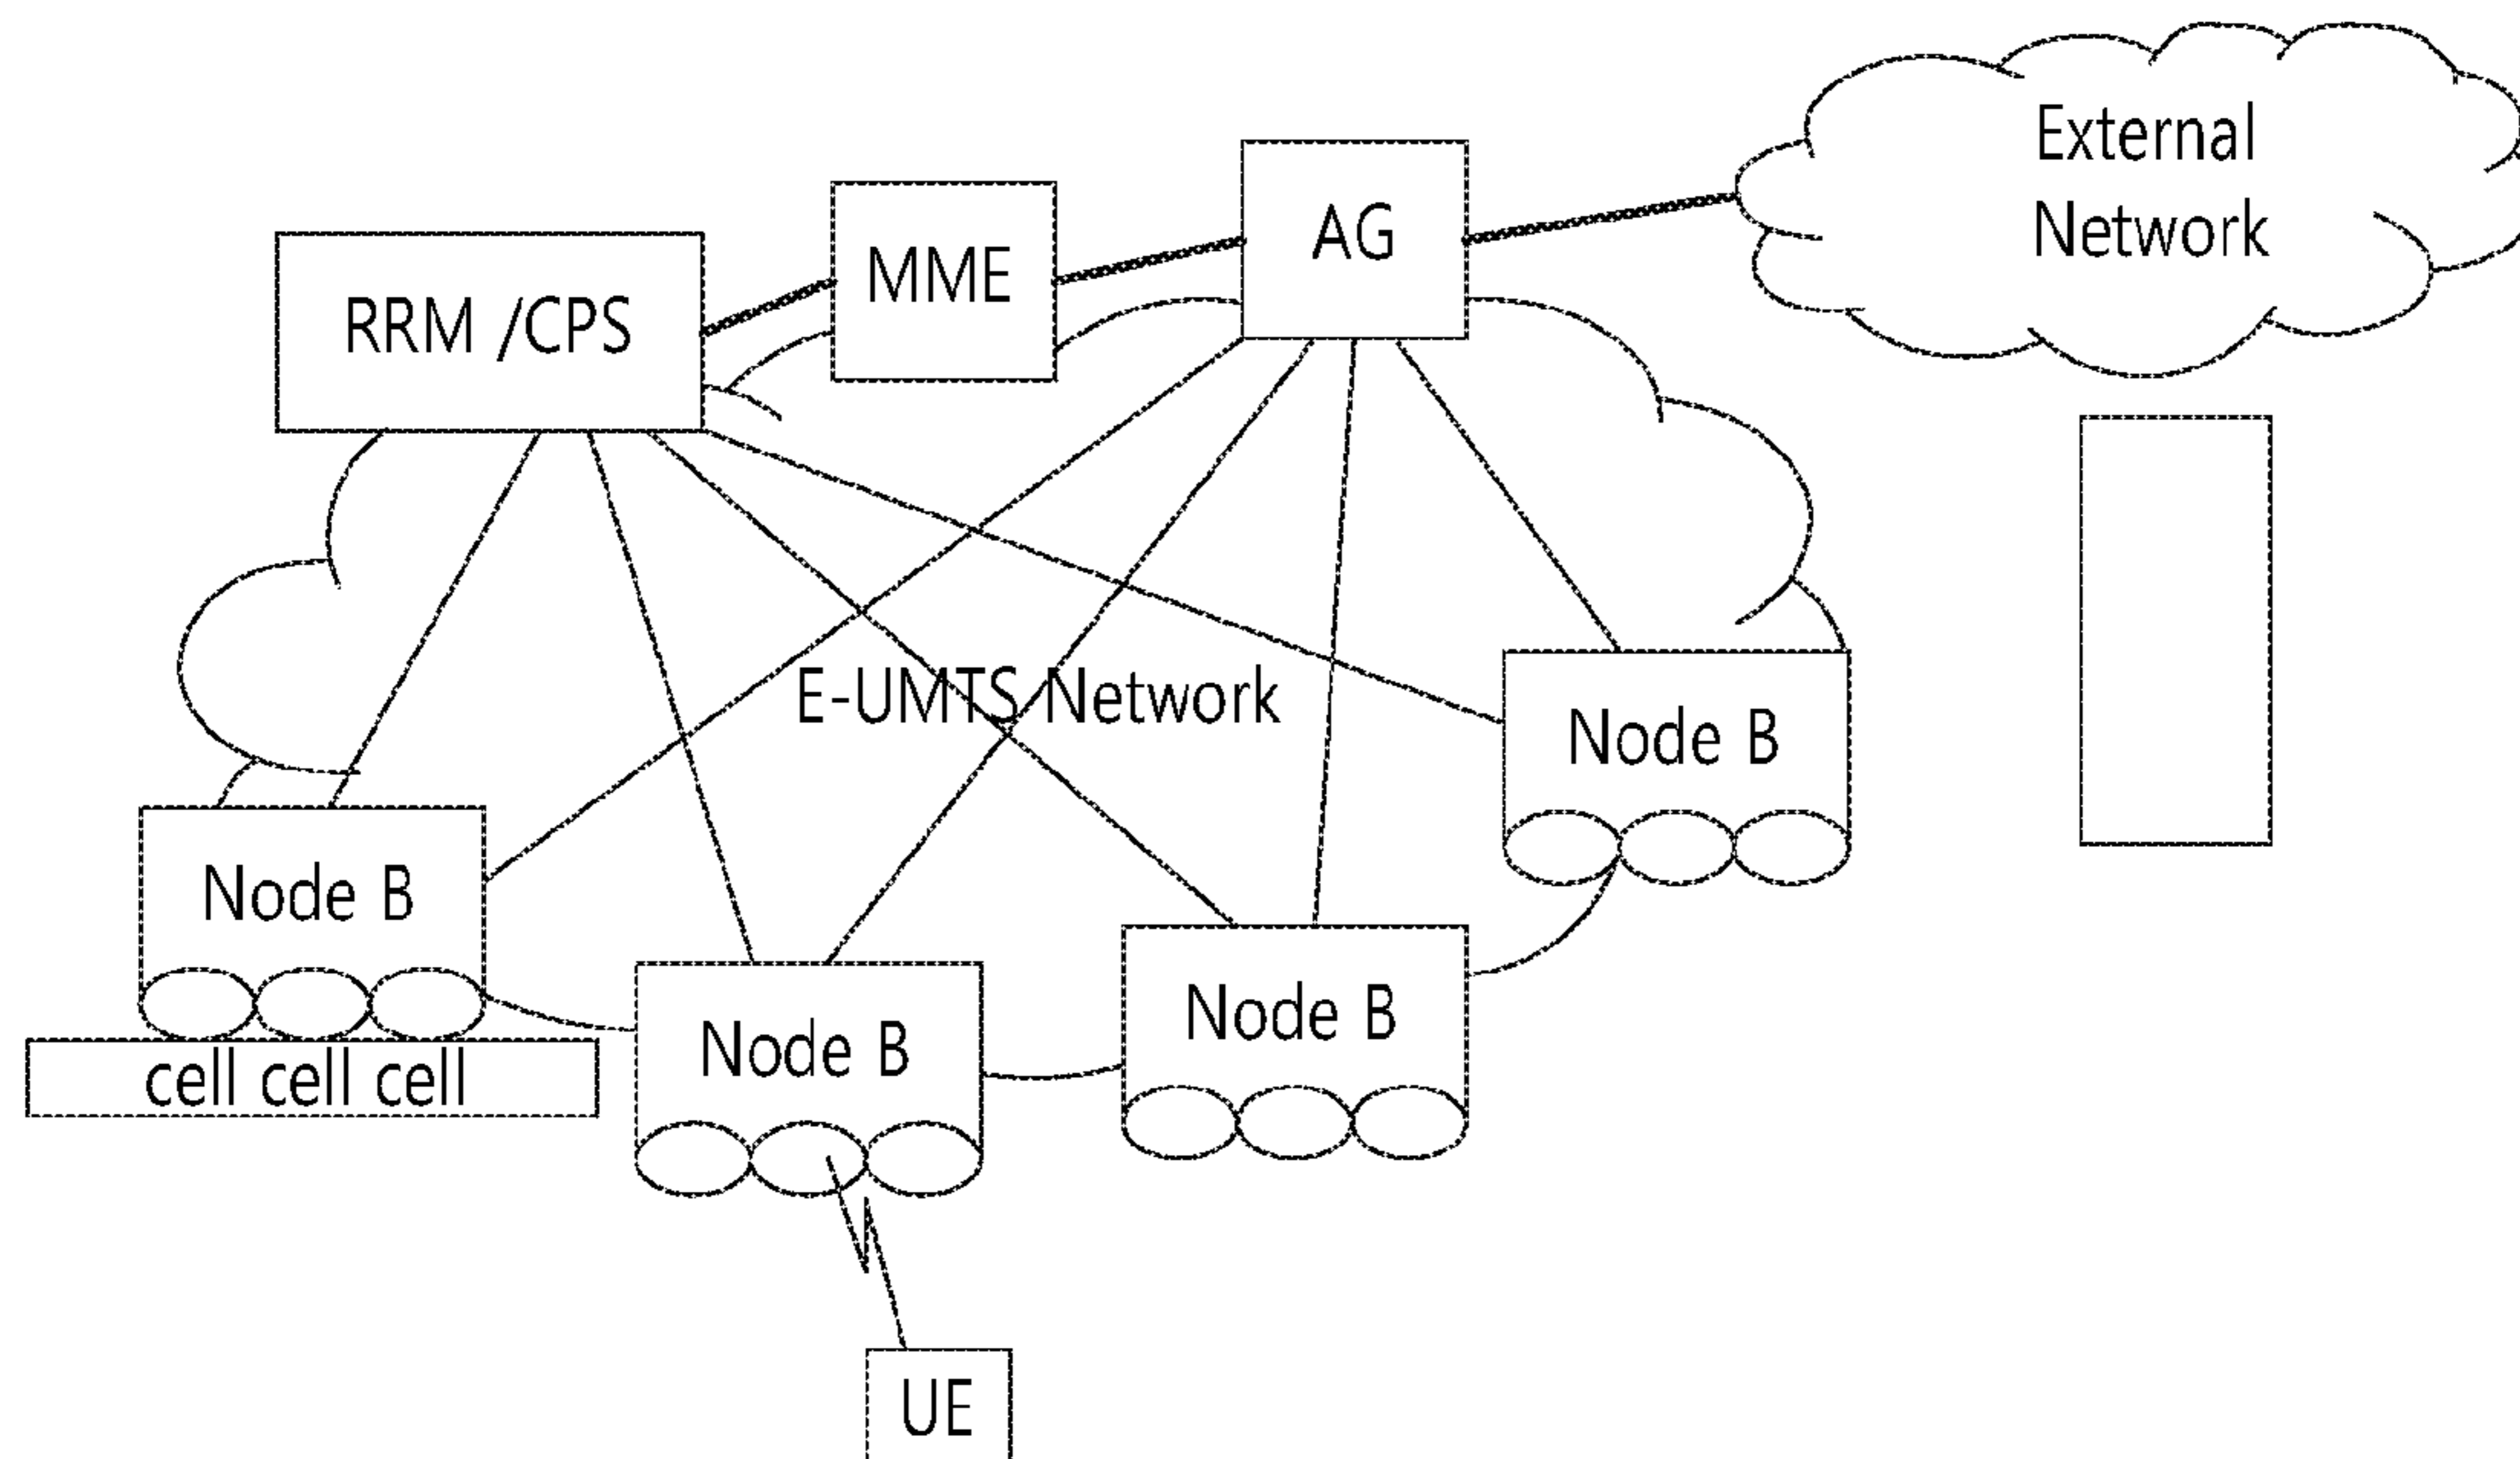 External
Network
AG
MME
RRM /CPS
E-UMTS Network
Node B
Node B
Node B
Node B
cell cell cell
UE